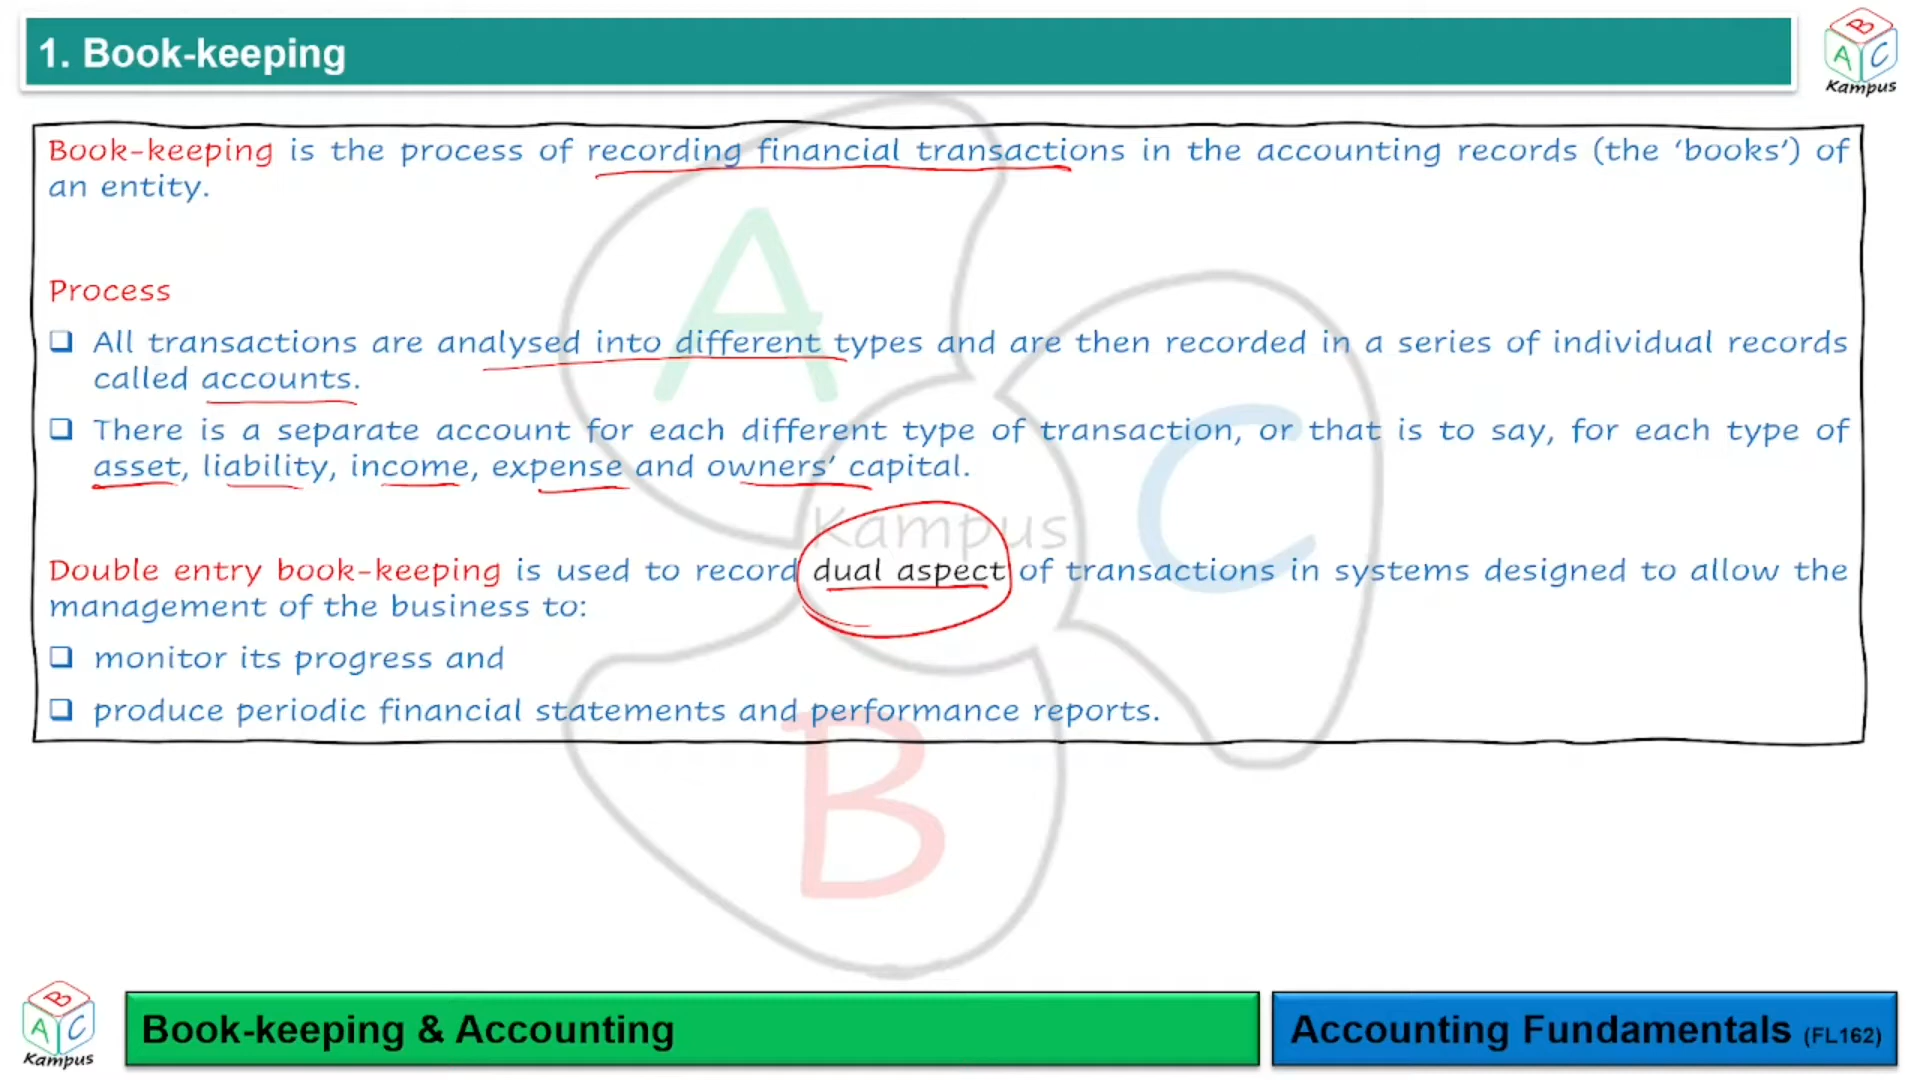 1. Book-keeping
B
A C
Kampus
Book-keeping is the process of recording financial transactions in the accounting records (the ‘books’) of
an entity.
A
Process
❑ All transactions are analysed into different types and are then recorded in a series of individual records
called accounts.
❑ There is a separate account for each different type of transaction, or that is to say, for each type of
asset, liability, income, expense and owners’ capital.
C
Kampus
Double entry book-keeping is used to record dual aspect of transactions in systems designed to allow the
management of the business to:
❑ monitor its progress and
❑ produce periodic financial statements and performance reports.
B
B
A C
Kampus
Book-keeping & Accounting
Accounting Fundamentals (FL162)